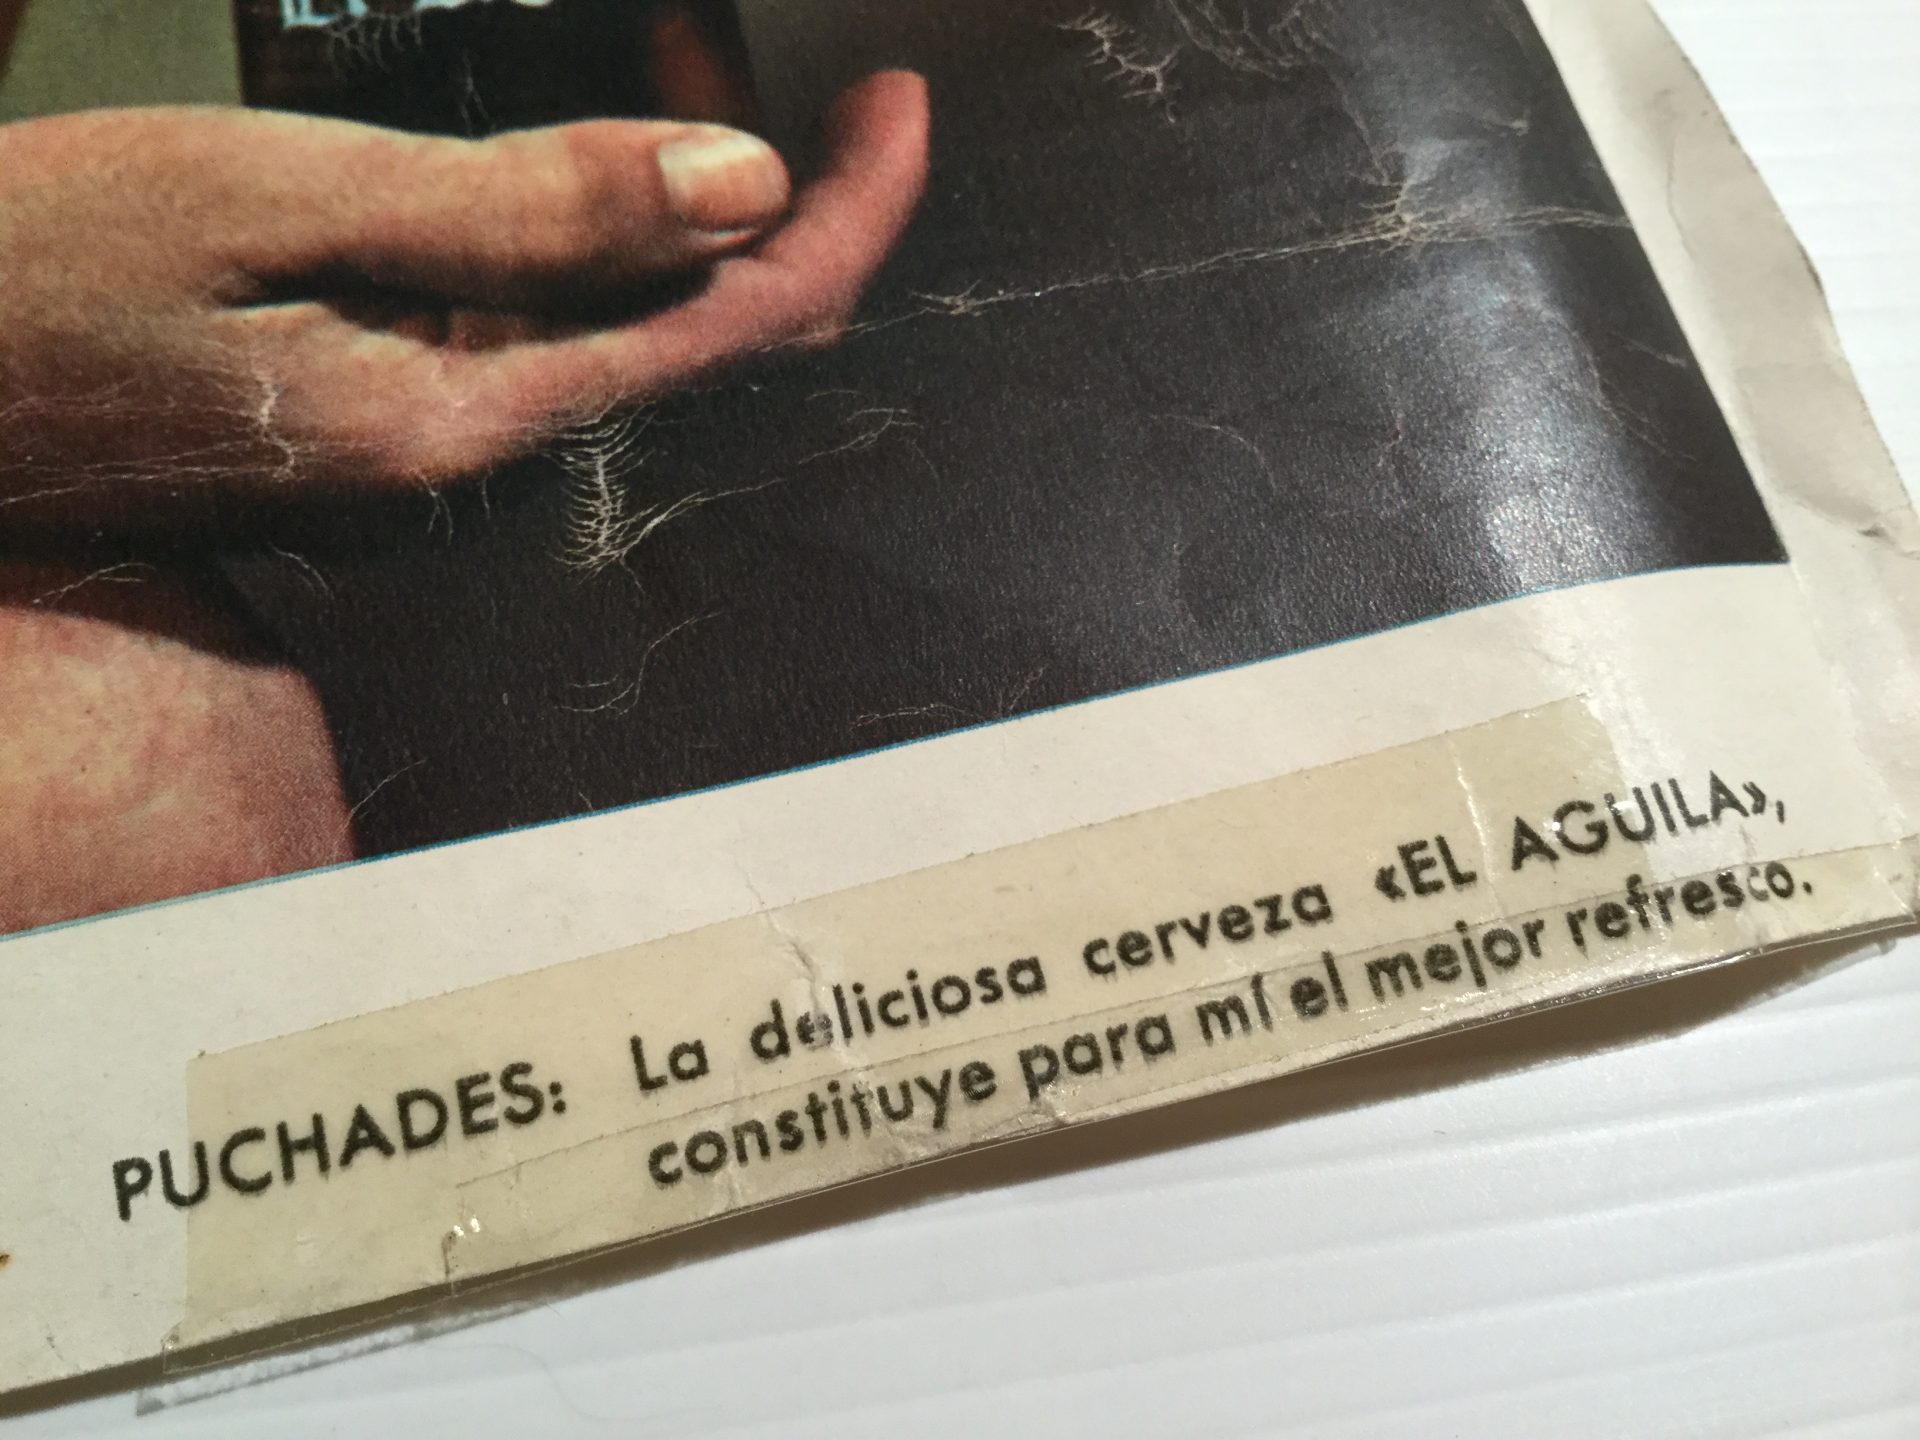 PUCHADES: La deliciosa cerveza «EL AGUILA»,
constituye para mí el mejor refresco.